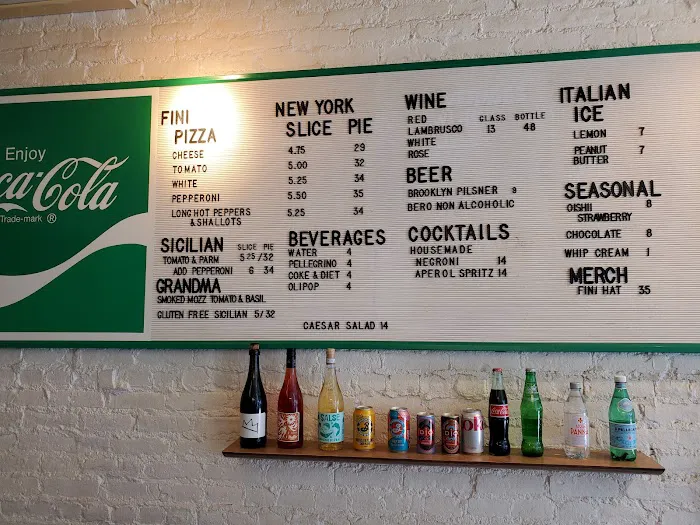 Enjoy
Coca-Cola
Trade-mark ®
FINI
PIZZA
NEW YORK
SLICE PIE
CHEESE 4.75 29
TOMATO 5.00 32
WHITE 5.25 34
PEPPERONI 5.50 35
LONG HOT PEPPERS
& SHALLOTS 5.25 34
SICILIAN SLICE PIE
TOMATO & PARM 5.25/32
ADD PEPPERONI 6 34
GRANDMA
SMOKED MOZZ TOMATO & BASIL
GLUTEN FREE SICILIAN 5/32
BEVERAGES
WATER 4
PELLEGRINO 4
COKE & DIET 4
OLIPOP 4
CAESAR SALAD 14
WINE
GLASS BOTTLE
RED
LAMBRUSCO 13 48
WHITE
ROSE
BEER
BROOKLYN PILSNER 9
BERO NON ALCOHOLIC
COCKTAILS
HOUSEMADE
NEGRONI 14
APEROL SPRITZ 14
ITALIAN
ICE
LEMON 7
PEANUT 7
BUTTER
SEASONAL
OISHII 8
STRAWBERRY
CHOCOLATE 8
WHIP CREAM 1
MERCH
FINI HAT 35